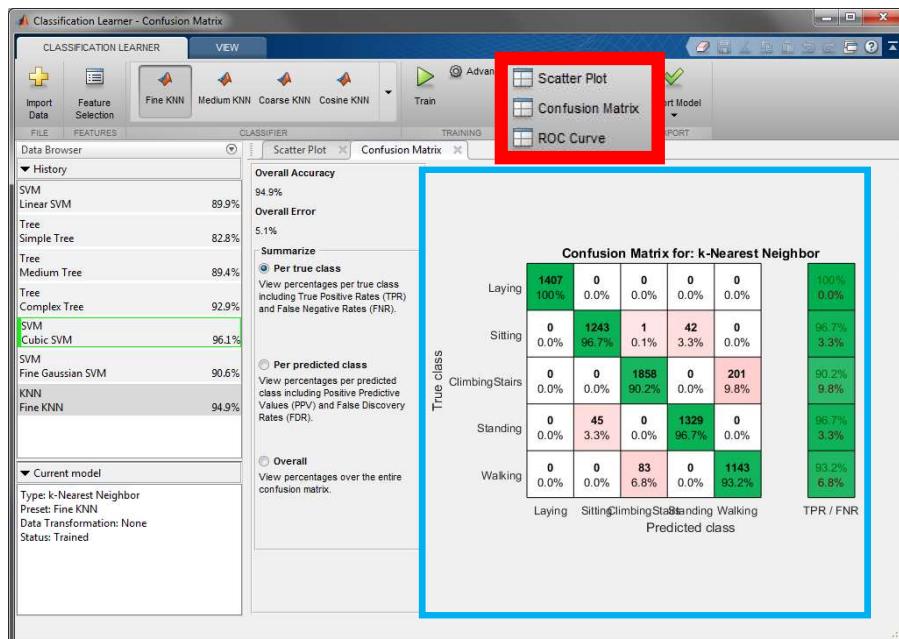 Classification Learner - Confusion Matrix
CLASSIFICATION LEARNER
VIEW
Import Data
Feature Selection
Fine KNN
Medium KNN
Coarse KNN
Cosine KNN
Train
Advan
Scatter Plot
Confusion Matrix
ROC Curve
rt Model
FILE
FEATURES
CLASSIFIER
TRAINING
PORT
Data Browser
Scatter Plot
Confusion Matrix
History
SVM
Linear SVM 89.9%
Tree
Simple Tree 82.8%
Tree
Medium Tree 89.4%
Tree
Complex Tree 92.9%
SVM
Cubic SVM 96.1%
SVM
Fine Gaussian SVM 90.6%
KNN
Fine KNN 94.9%
Current model
Type: k-Nearest Neighbor
Preset: Fine KNN
Data Transformation: None
Status: Trained
Overall Accuracy
94.9%
Overall Error
5.1%
Summarize
Per true class
View percentages per true class
including True Positive Rates (TPR)
and False Negative Rates (FNR).
Per predicted class
View percentages per predicted
class including Positive Predictive
Values (PPV) and False Discovery
Rates (FDR).
Overall
View percentages over the entire
confusion matrix.
Confusion Matrix for: k-Nearest Neighbor
True class
Laying
1407 0 0 0 0 100%
100% 0.0% 0.0% 0.0% 0.0% 0.0%
Sitting
0 1243 1 42 0 96.7%
0.0% 96.7% 0.1% 3.3% 0.0% 3.3%
ClimbingStairs
0 0 1858 0 201 90.2%
0.0% 0.0% 90.2% 0.0% 9.8% 9.8%
Standing
0 45 0 1329 0 96.7%
0.0% 3.3% 0.0% 96.7% 0.0% 3.3%
Walking
0 0 83 0 1143 93.2%
0.0% 0.0% 6.8% 0.0% 93.2% 6.8%
Laying Sitting Walking TPR / FNR
Predicted class